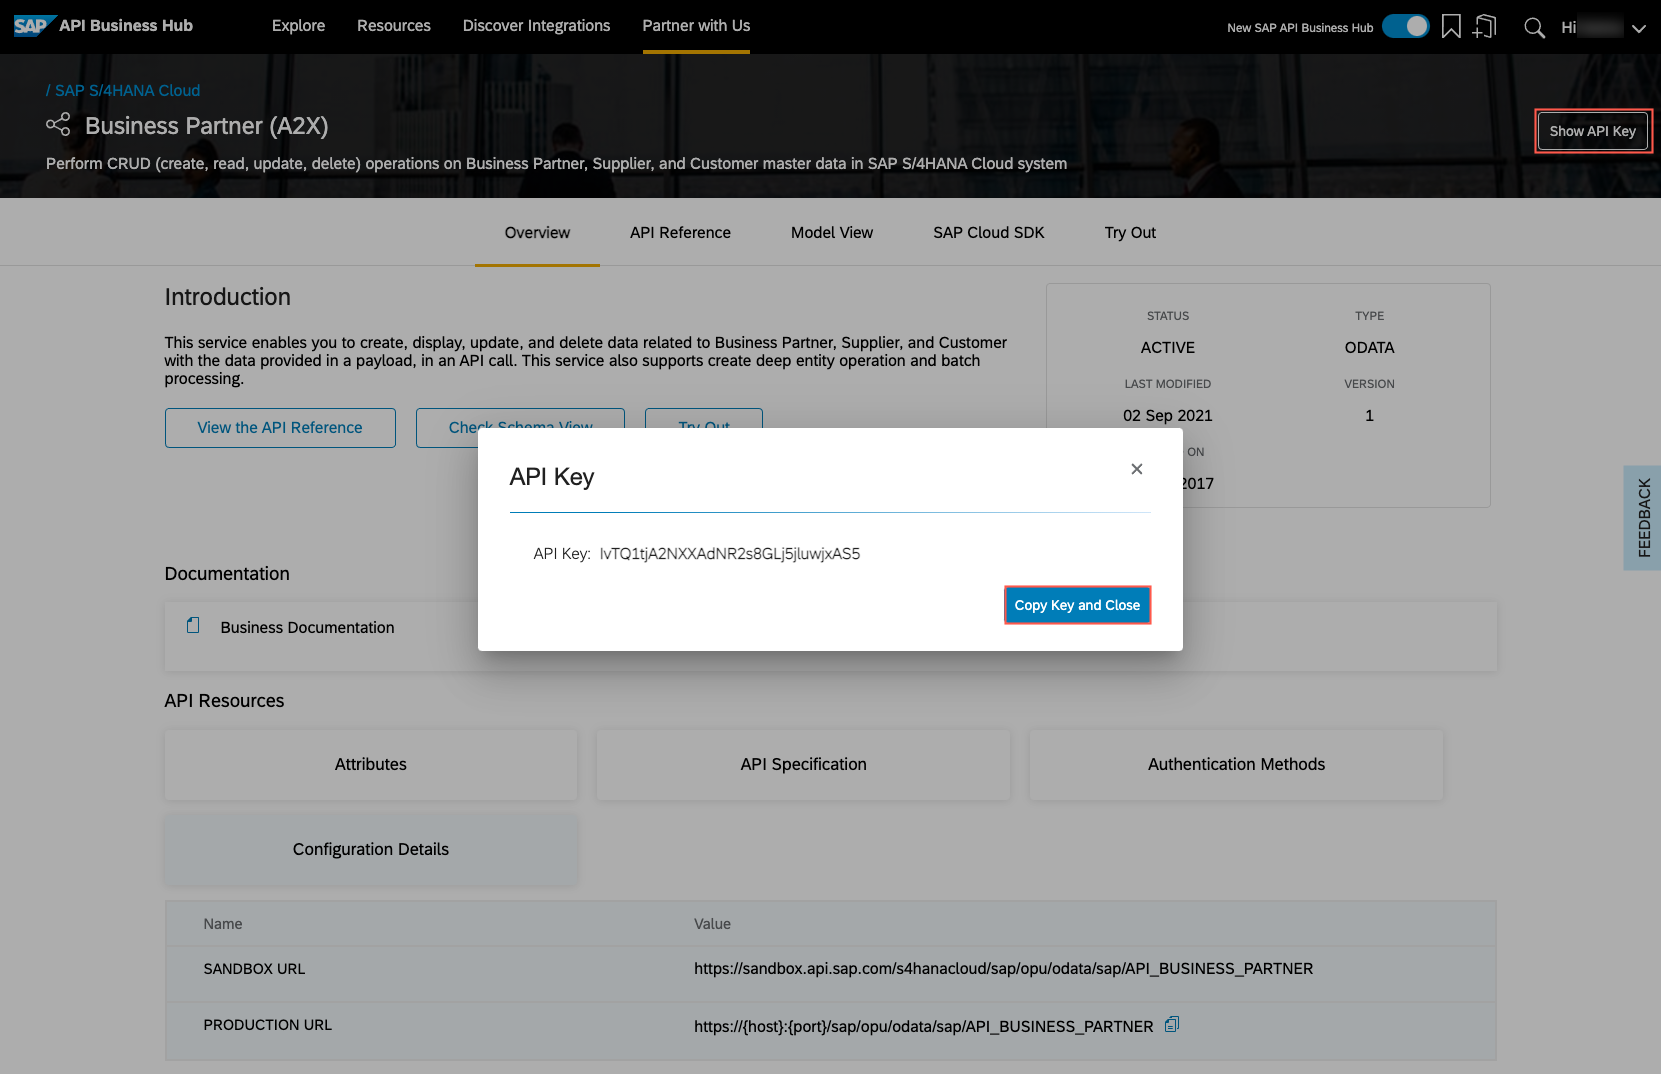 SAP API Business Hub
Explore Resources Discover Integrations Partner with Us
New SAP API Business Hub
Hi
/ SAP S/4HANA Cloud
Business Partner (A2X)
Perform CRUD (create, read, update, delete) operations on Business Partner, Supplier, and Customer master data in SAP S/4HANA Cloud system
Show API Key
Overview API Reference Model View SAP Cloud SDK Try Out
Introduction
This service enables you to create, display, update, and delete data related to Business Partner, Supplier, and Customer
with the data provided in a payload, in an API call. This service also supports create deep entity operation and batch
processing.
View the API Reference Check Schema View Try Out
STATUS TYPE
ACTIVE ODATA
LAST MODIFIED VERSION
02 Sep 2021 1
ON
2017
FEEDBACK
API Key
API Key: IvTQ1tjA2NXXAdNR2s8GLj5jluwjxAS5
Copy Key and Close
Documentation
Business Documentation
API Resources
Attributes API Specification Authentication Methods
Configuration Details
Name Value
SANDBOX URL https://sandbox.api.sap.com/s4hanacloud/sap/opu/odata/sap/API_BUSINESS_PARTNER
PRODUCTION URL https://{host}:{port}/sap/opu/odata/sap/API_BUSINESS_PARTNER